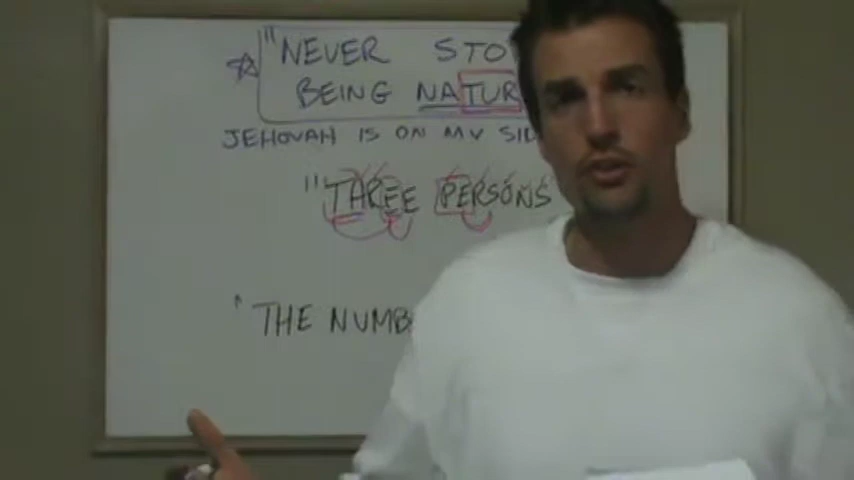 "NEVER STO
BEING NATUR
JEHOVAH IS ON MY SID
"THREE PERSONS
THE NUMB